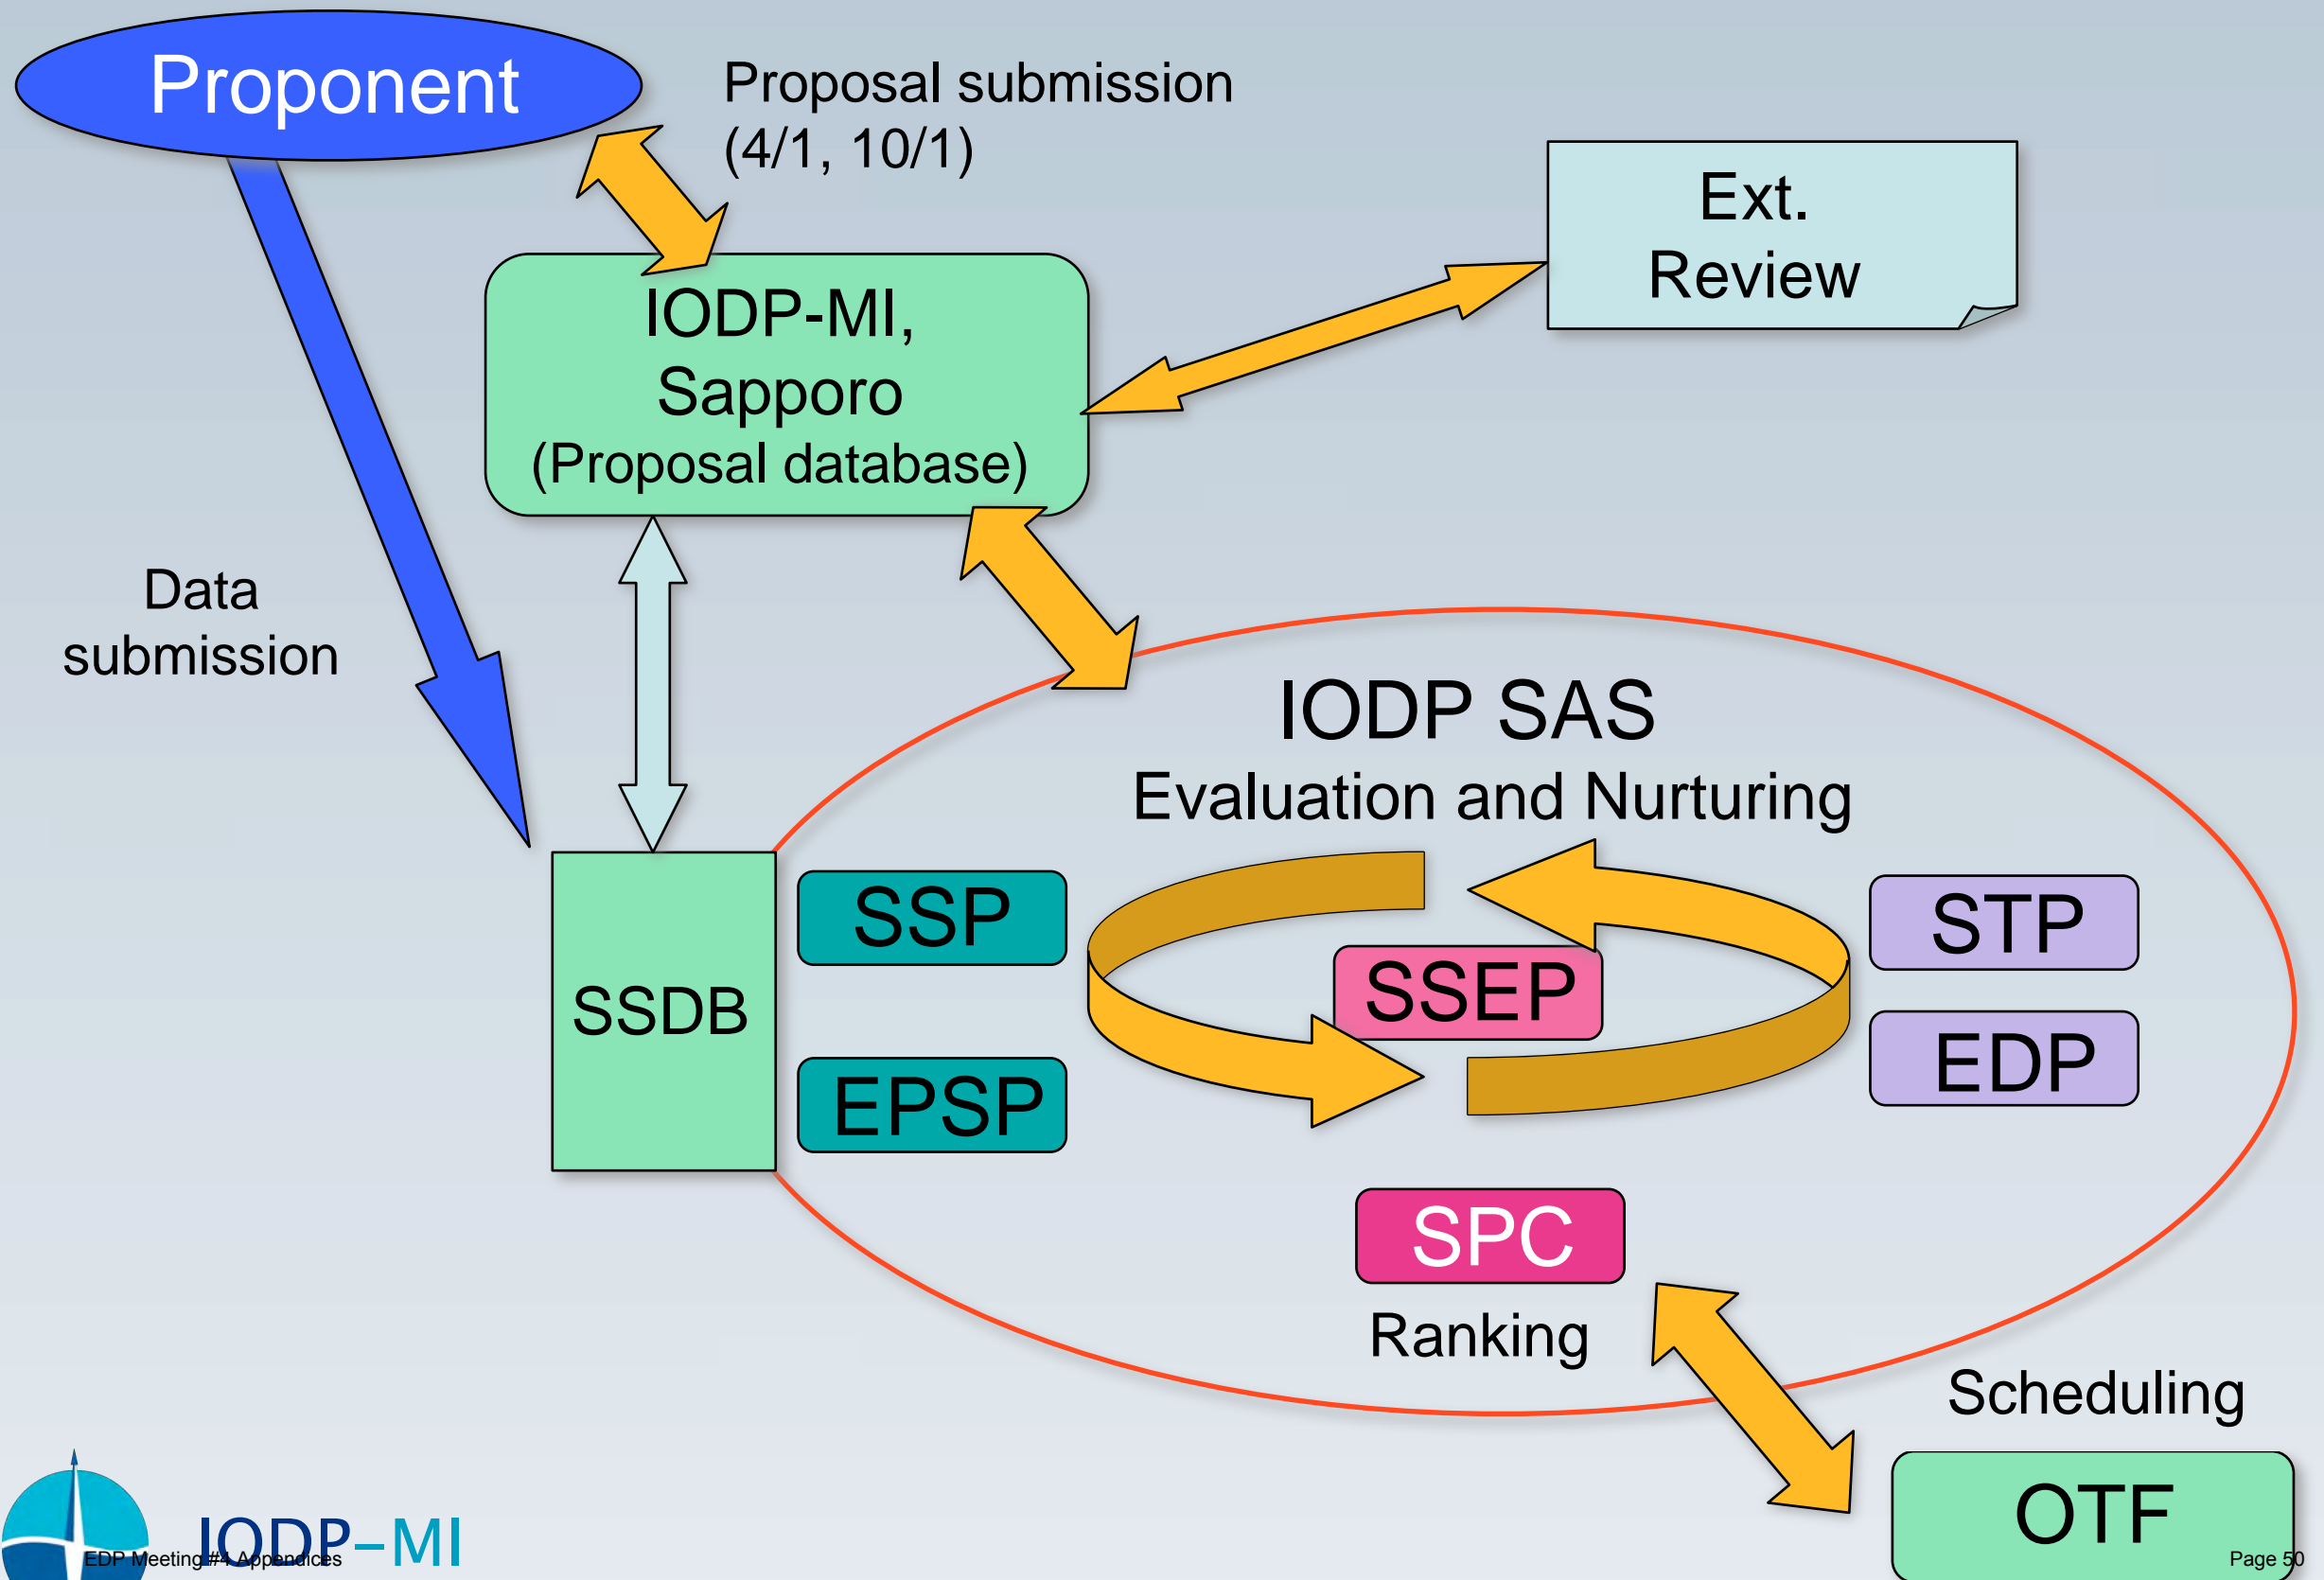 Proponent
Proposal submission
(4/1, 10/1)
Ext.
Review
IODP-MI,
Sapporo
(Proposal database)
Data
submission
IODP SAS
Evaluation and Nurturing
SSP
STP
SSEP
SSDB
EDP
EPSP
SPC
Ranking
Scheduling
OTF
IODP-MI
EDP Meeting #4 Appendices
Page 50